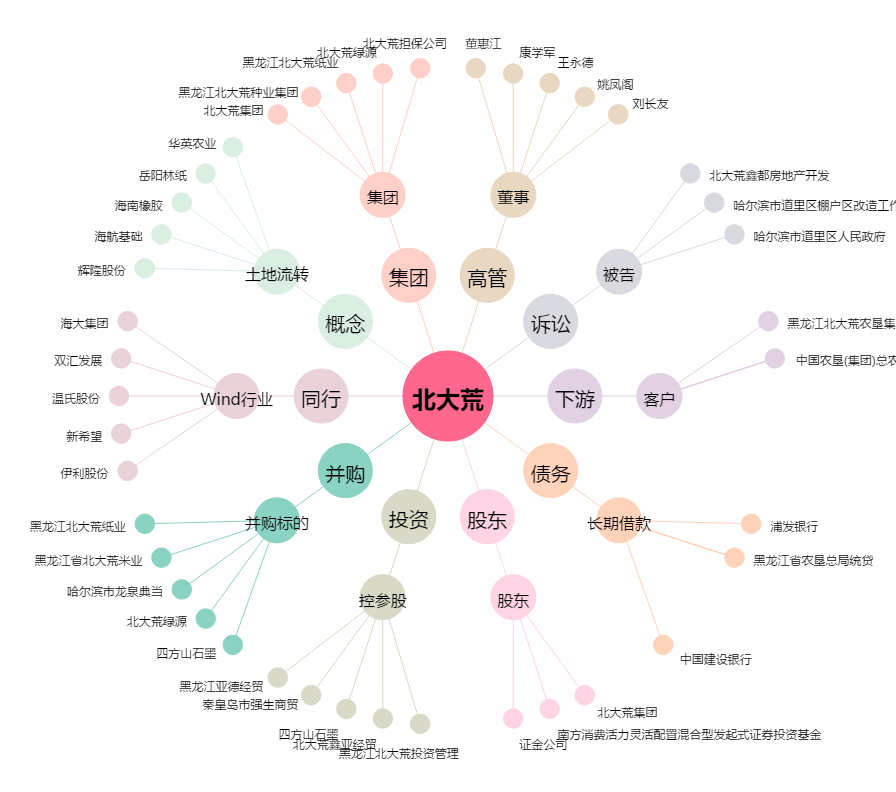 董惠江
北大荒担保公司
康学军
北大荒绿源
王永德
黑龙江北大荒纸业
姚凤阁
黑龙江北大荒种业集团
刘长友
北大荒集团
华英农业
岳阳林纸
北大荒鑫都房地产开发
集团
董事
海南橡胶
哈尔滨市道里区棚户区改造工作
海航基础
哈尔滨市道里区人民政府
辉隆股份
土地流转
集团
高管
被告
海大集团
概念
诉讼
黑龙江北大荒农垦集
双汇发展
中国农垦(集团)总农
温氏股份
Wind行业
同行
北大荒
下游
客户
新希望
伊利股份
并购
债务
黑龙江北大荒纸业
并购标的
投资
股东
长期借款
浦发银行
黑龙江省北大荒米业
黑龙江省农垦总局统贷
哈尔滨市龙泉典当
控参股
股东
北大荒绿源
四方山石墨
中国建设银行
黑龙江亚德经贸
秦皇岛市强生商贸
北大荒集团
四方山石墨
南方消费活力灵活配置混合型发起式证券投资基金
北大荒鑫亚经贸
证金公司
黑龙江北大荒投资管理